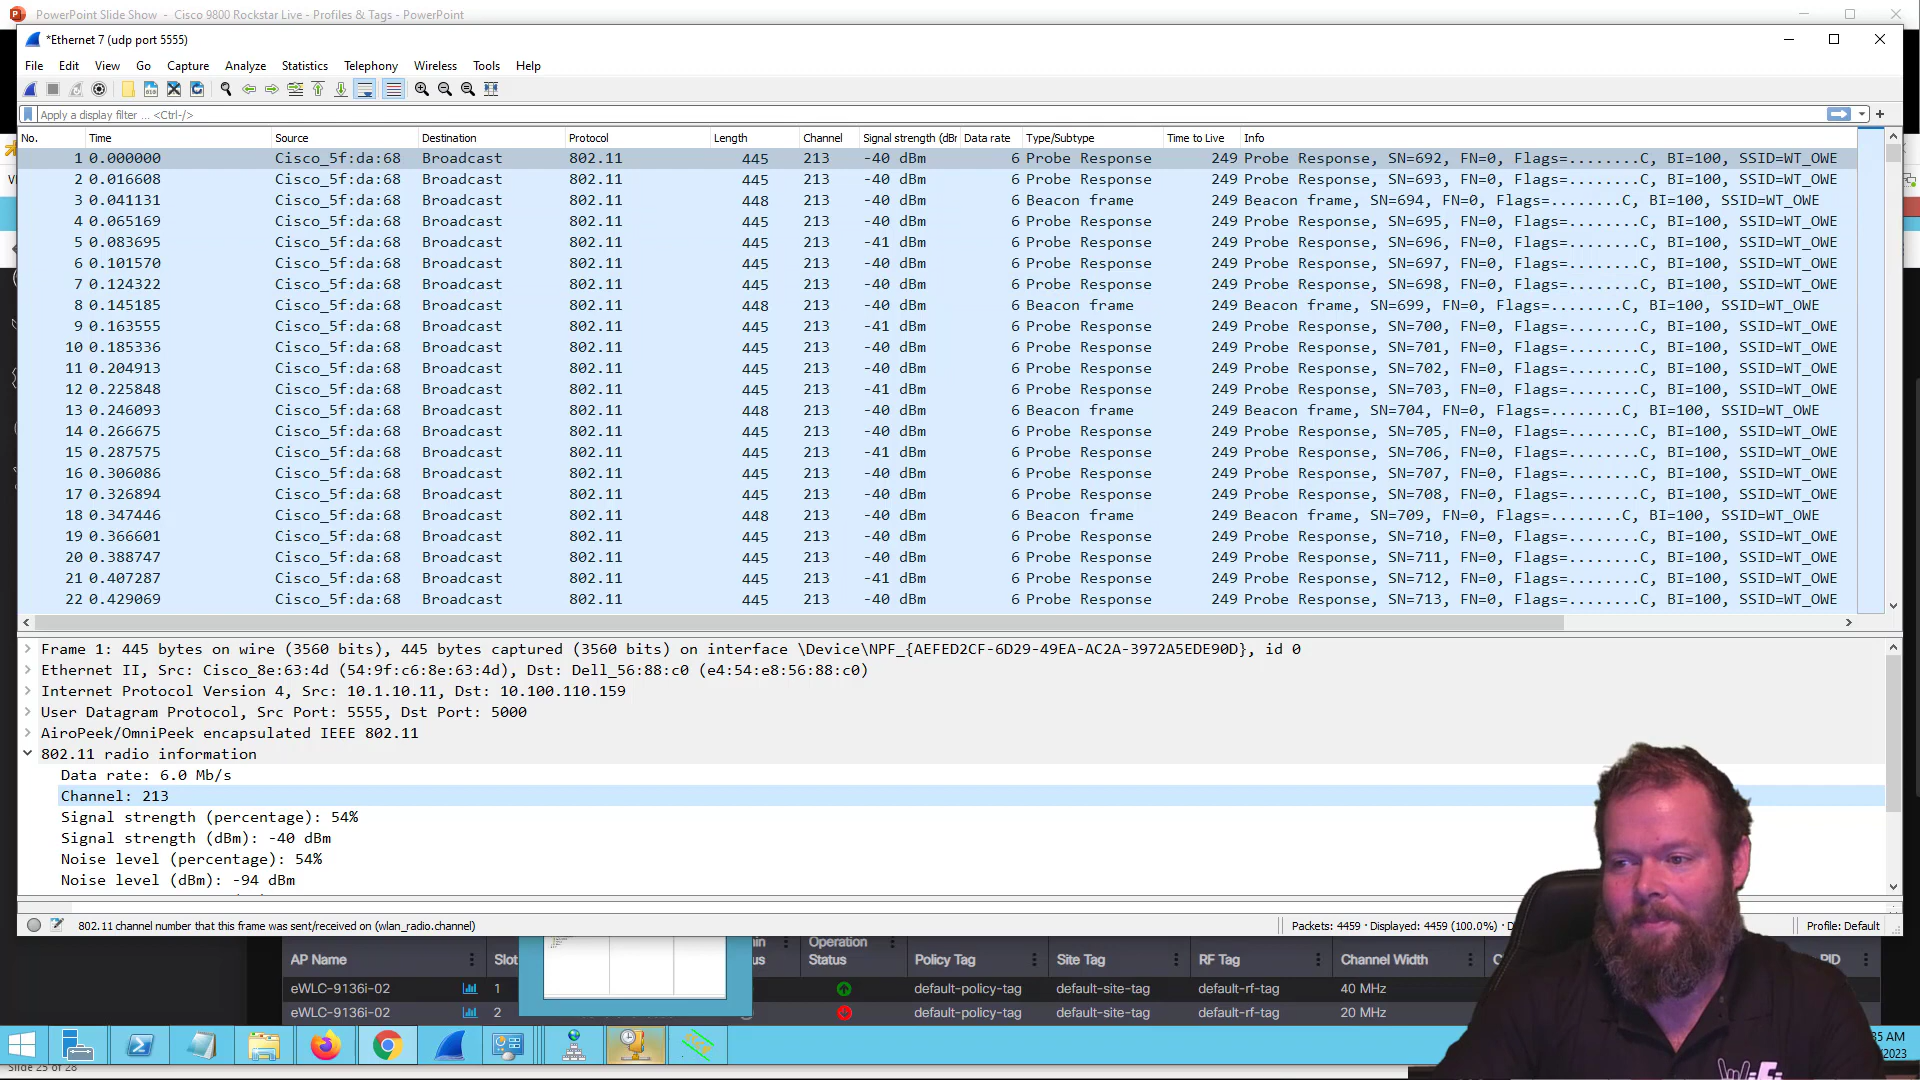 PowerPoint Slide Show - Cisco 9800 Rockstar Live - Profiles & Tags - PowerPoint
*Ethernet 7 (udp port 5555)
File Edit View Go Capture Analyze Statistics Telephony Wireless Tools Help
Apply a display filter ... <Ctrl-/>
No. Time Source Destination Protocol Length Channel Signal strength (dBr Data rate Type/Subtype Time to Live Info
1 0.000000 Cisco_5f:da:68 Broadcast 802.11 445 213 -40 dBm 6 Probe Response 249 Probe Response, SN=692, FN=0, Flags=........C, BI=100, SSID=WT_OWE
2 0.016608 Cisco_5f:da:68 Broadcast 802.11 445 213 -40 dBm 6 Probe Response 249 Probe Response, SN=693, FN=0, Flags=........C, BI=100, SSID=WT_OWE
3 0.041131 Cisco_5f:da:68 Broadcast 802.11 448 213 -40 dBm 6 Beacon frame 249 Beacon frame, SN=694, FN=0, Flags=........C, BI=100, SSID=WT_OWE
4 0.065169 Cisco_5f:da:68 Broadcast 802.11 445 213 -40 dBm 6 Probe Response 249 Probe Response, SN=695, FN=0, Flags=........C, BI=100, SSID=WT_OWE
5 0.083695 Cisco_5f:da:68 Broadcast 802.11 445 213 -41 dBm 6 Probe Response 249 Probe Response, SN=696, FN=0, Flags=........C, BI=100, SSID=WT_OWE
6 0.101570 Cisco_5f:da:68 Broadcast 802.11 445 213 -40 dBm 6 Probe Response 249 Probe Response, SN=697, FN=0, Flags=........C, BI=100, SSID=WT_OWE
7 0.124322 Cisco_5f:da:68 Broadcast 802.11 445 213 -40 dBm 6 Probe Response 249 Probe Response, SN=698, FN=0, Flags=........C, BI=100, SSID=WT_OWE
8 0.145185 Cisco_5f:da:68 Broadcast 802.11 448 213 -40 dBm 6 Beacon frame 249 Beacon frame, SN=699, FN=0, Flags=........C, BI=100, SSID=WT_OWE
9 0.163555 Cisco_5f:da:68 Broadcast 802.11 445 213 -41 dBm 6 Probe Response 249 Probe Response, SN=700, FN=0, Flags=........C, BI=100, SSID=WT_OWE
10 0.185336 Cisco_5f:da:68 Broadcast 802.11 445 213 -40 dBm 6 Probe Response 249 Probe Response, SN=701, FN=0, Flags=........C, BI=100, SSID=WT_OWE
11 0.204913 Cisco_5f:da:68 Broadcast 802.11 445 213 -40 dBm 6 Probe Response 249 Probe Response, SN=702, FN=0, Flags=........C, BI=100, SSID=WT_OWE
12 0.225848 Cisco_5f:da:68 Broadcast 802.11 445 213 -41 dBm 6 Probe Response 249 Probe Response, SN=703, FN=0, Flags=........C, BI=100, SSID=WT_OWE
13 0.246093 Cisco_5f:da:68 Broadcast 802.11 448 213 -40 dBm 6 Beacon frame 249 Beacon frame, SN=704, FN=0, Flags=........C, BI=100, SSID=WT_OWE
14 0.266675 Cisco_5f:da:68 Broadcast 802.11 445 213 -40 dBm 6 Probe Response 249 Probe Response, SN=705, FN=0, Flags=........C, BI=100, SSID=WT_OWE
15 0.287575 Cisco_5f:da:68 Broadcast 802.11 445 213 -41 dBm 6 Probe Response 249 Probe Response, SN=706, FN=0, Flags=........C, BI=100, SSID=WT_OWE
16 0.306086 Cisco_5f:da:68 Broadcast 802.11 445 213 -40 dBm 6 Probe Response 249 Probe Response, SN=707, FN=0, Flags=........C, BI=100, SSID=WT_OWE
17 0.326894 Cisco_5f:da:68 Broadcast 802.11 445 213 -40 dBm 6 Probe Response 249 Probe Response, SN=708, FN=0, Flags=........C, BI=100, SSID=WT_OWE
18 0.347446 Cisco_5f:da:68 Broadcast 802.11 448 213 -40 dBm 6 Beacon frame 249 Beacon frame, SN=709, FN=0, Flags=........C, BI=100, SSID=WT_OWE
19 0.366601 Cisco_5f:da:68 Broadcast 802.11 445 213 -40 dBm 6 Probe Response 249 Probe Response, SN=710, FN=0, Flags=........C, BI=100, SSID=WT_OWE
20 0.388747 Cisco_5f:da:68 Broadcast 802.11 445 213 -40 dBm 6 Probe Response 249 Probe Response, SN=711, FN=0, Flags=........C, BI=100, SSID=WT_OWE
21 0.407287 Cisco_5f:da:68 Broadcast 802.11 445 213 -41 dBm 6 Probe Response 249 Probe Response, SN=712, FN=0, Flags=........C, BI=100, SSID=WT_OWE
22 0.429069 Cisco_5f:da:68 Broadcast 802.11 445 213 -40 dBm 6 Probe Response 249 Probe Response, SN=713, FN=0, Flags=........C, BI=100, SSID=WT_OWE
Frame 1: 445 bytes on wire (3560 bits), 445 bytes captured (3560 bits) on interface \Device\NPF_{AEFED2CF-6D29-49EA-AC2A-3972A5EDE90D}, id 0
Ethernet II, Src: Cisco_8e:63:4d (54:9f:c6:8e:63:4d), Dst: Dell_56:88:c0 (e4:54:e8:56:88:c0)
Internet Protocol Version 4, Src: 10.1.10.11, Dst: 10.100.110.159
User Datagram Protocol, Src Port: 5555, Dst Port: 5000
AiroPeek/OmniPeek encapsulated IEEE 802.11
802.11 radio information
Data rate: 6.0 Mb/s
Channel: 213
Signal strength (percentage): 54%
Signal strength (dBm): -40 dBm
Noise level (percentage): 54%
Noise level (dBm): -94 dBm
802.11 channel number that this frame was sent/received on (wlan_radio.channel) Packets: 4459 · Displayed: 4459 (100.0%) · Profile: Default
AP Name Slot Operation Status Policy Tag Site Tag RF Tag Channel Width PID
eWLC-9136i-02 1 default-policy-tag default-site-tag default-rf-tag 40 MHz
eWLC-9136i-02 2 default-policy-tag default-site-tag default-rf-tag 20 MHz
35 AM
/2023
Slide 25 of 28